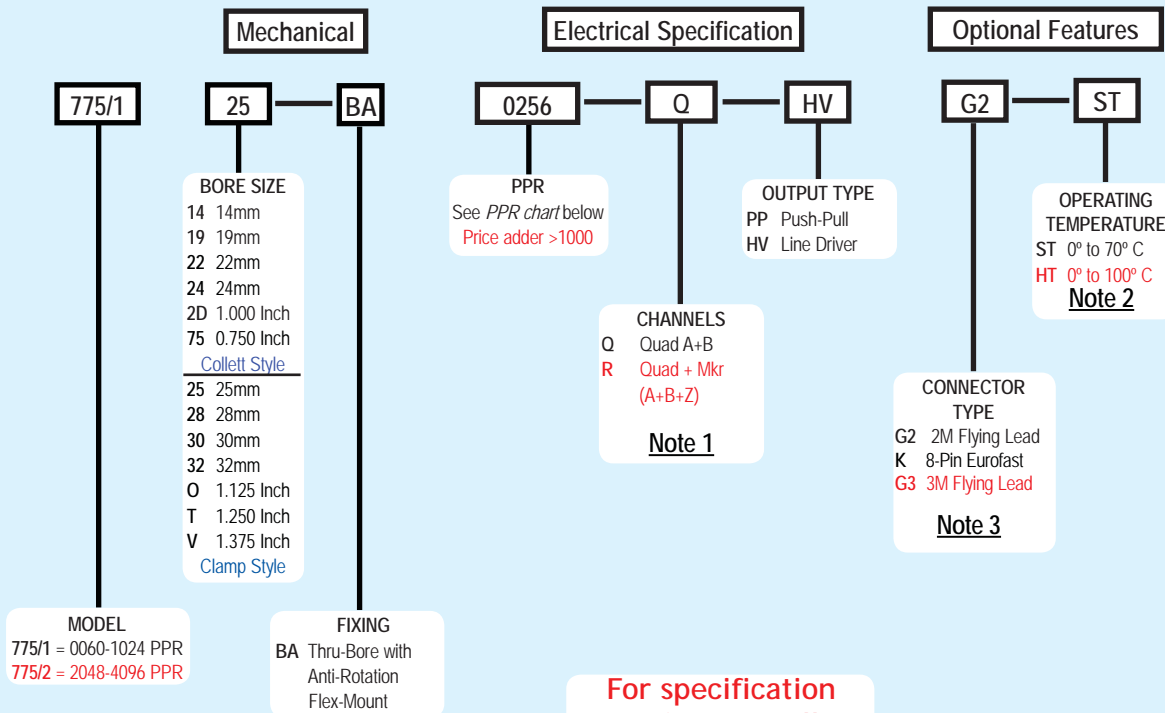 Mechanical
Electrical Specification
Optional Features
775/1
25
BA
0256
Q
HV
G2
ST
BORE SIZE
14 14mm
19 19mm
22 22mm
24 24mm
2D 1.000 Inch
75 0.750 Inch
Collett Style
25 25mm
28 28mm
30 30mm
32 32mm
O 1.125 Inch
T 1.250 Inch
V 1.375 Inch
Clamp Style
PPR
See PPR chart below
Price adder >1000
OUTPUT TYPE
PP Push-Pull
HV Line Driver
OPERATING
TEMPERATURE
ST 0º to 70º C
HT 0º to 100º C
Note 2
CHANNELS
Q Quad A+B
R Quad + Mkr
(A+B+Z)
Note 1
CONNECTOR
TYPE
G2 2M Flying Lead
K 8-Pin Eurofast
G3 3M Flying Lead
Note 3
MODEL
775/1 = 0060-1024 PPR
775/2 = 2048-4096 PPR
FIXING
BA Thru-Bore with
Anti-Rotation
Flex-Mount
For specification